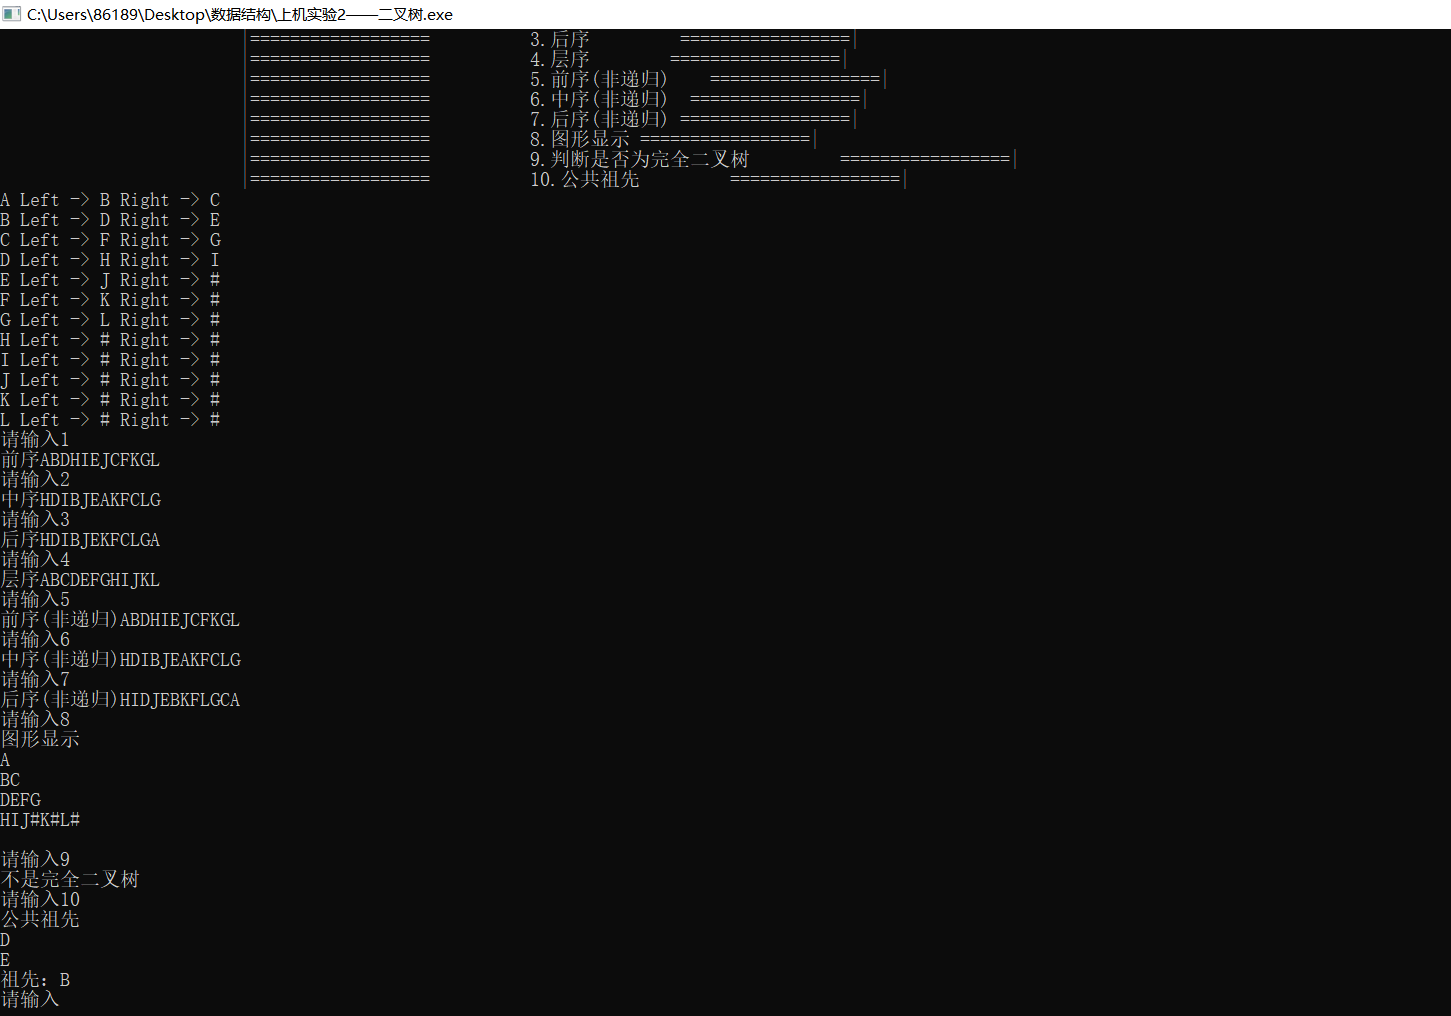 C:\Users\86189\Desktop\数据结构\上机实验2——二叉树.exe
|================== 3.后序 =================|
|================== 4.层序 =================|
|================== 5.前序(非递归) =================|
|================== 6.中序(非递归) =================|
|================== 7.后序(非递归) =================|
|================== 8.图形显示 =================|
|================== 9.判断是否为完全二叉树 =================|
|================== 10.公共祖先 =================|
A Left -> B Right -> C
B Left -> D Right -> E
C Left -> F Right -> G
D Left -> H Right -> I
E Left -> J Right -> #
F Left -> K Right -> #
G Left -> L Right -> #
H Left -> # Right -> #
I Left -> # Right -> #
J Left -> # Right -> #
K Left -> # Right -> #
L Left -> # Right -> #
请输入1
前序ABDHIEJCFKGL
请输入2
中序HDIBJEAKFCLG
请输入3
后序HDIBJEKFCLGA
请输入4
层序ABCDEFGHIJKL
请输入5
前序(非递归)ABDHIEJCFKGL
请输入6
中序(非递归)HDIBJEAKFCLG
请输入7
后序(非递归)HIDJEBKFLGCA
请输入8
图形显示
A
BC
DEFG
HIJ#K#L#
请输入9
不是完全二叉树
请输入10
公共祖先
D
E
祖先: B
请输入